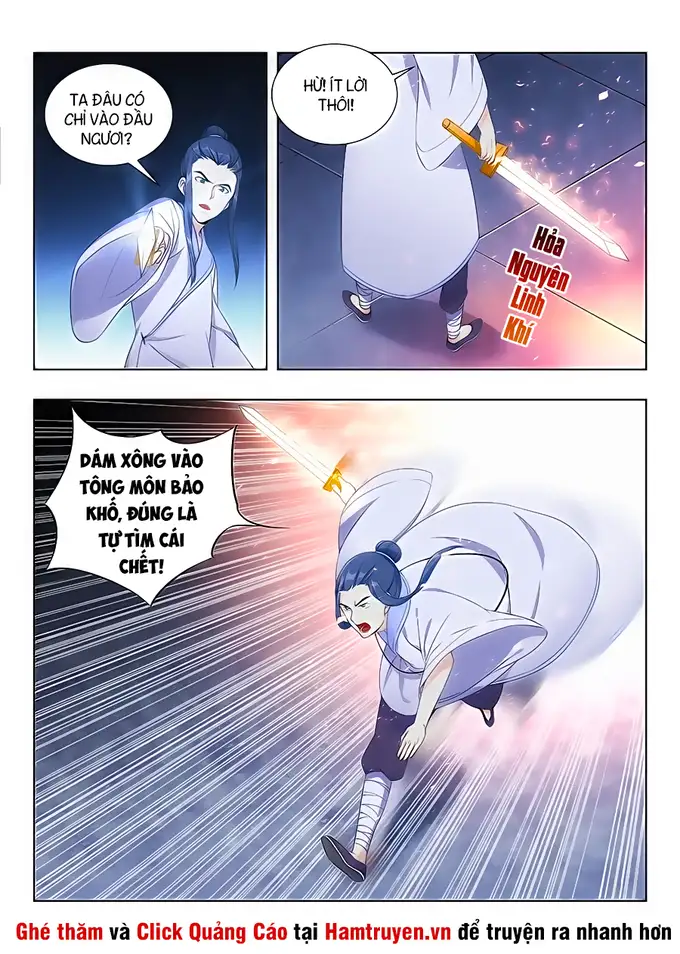 TA ĐÂU CÓ
CHỈ VÀO ĐẦU
NGƯƠI?
HỪ! ÍT LỜI
THÔI!
Hỏa
Nguyên
Linh
Khí
DÁM XÔNG VÀO
TÔNG MÔN BẢO
KHỐ, ĐÚNG LÀ
TỰ TÌM CÁI
CHẾT!
Ghé thăm và Click Quảng Cáo tại Hamtruyen.vn để truyện ra nhanh hơn